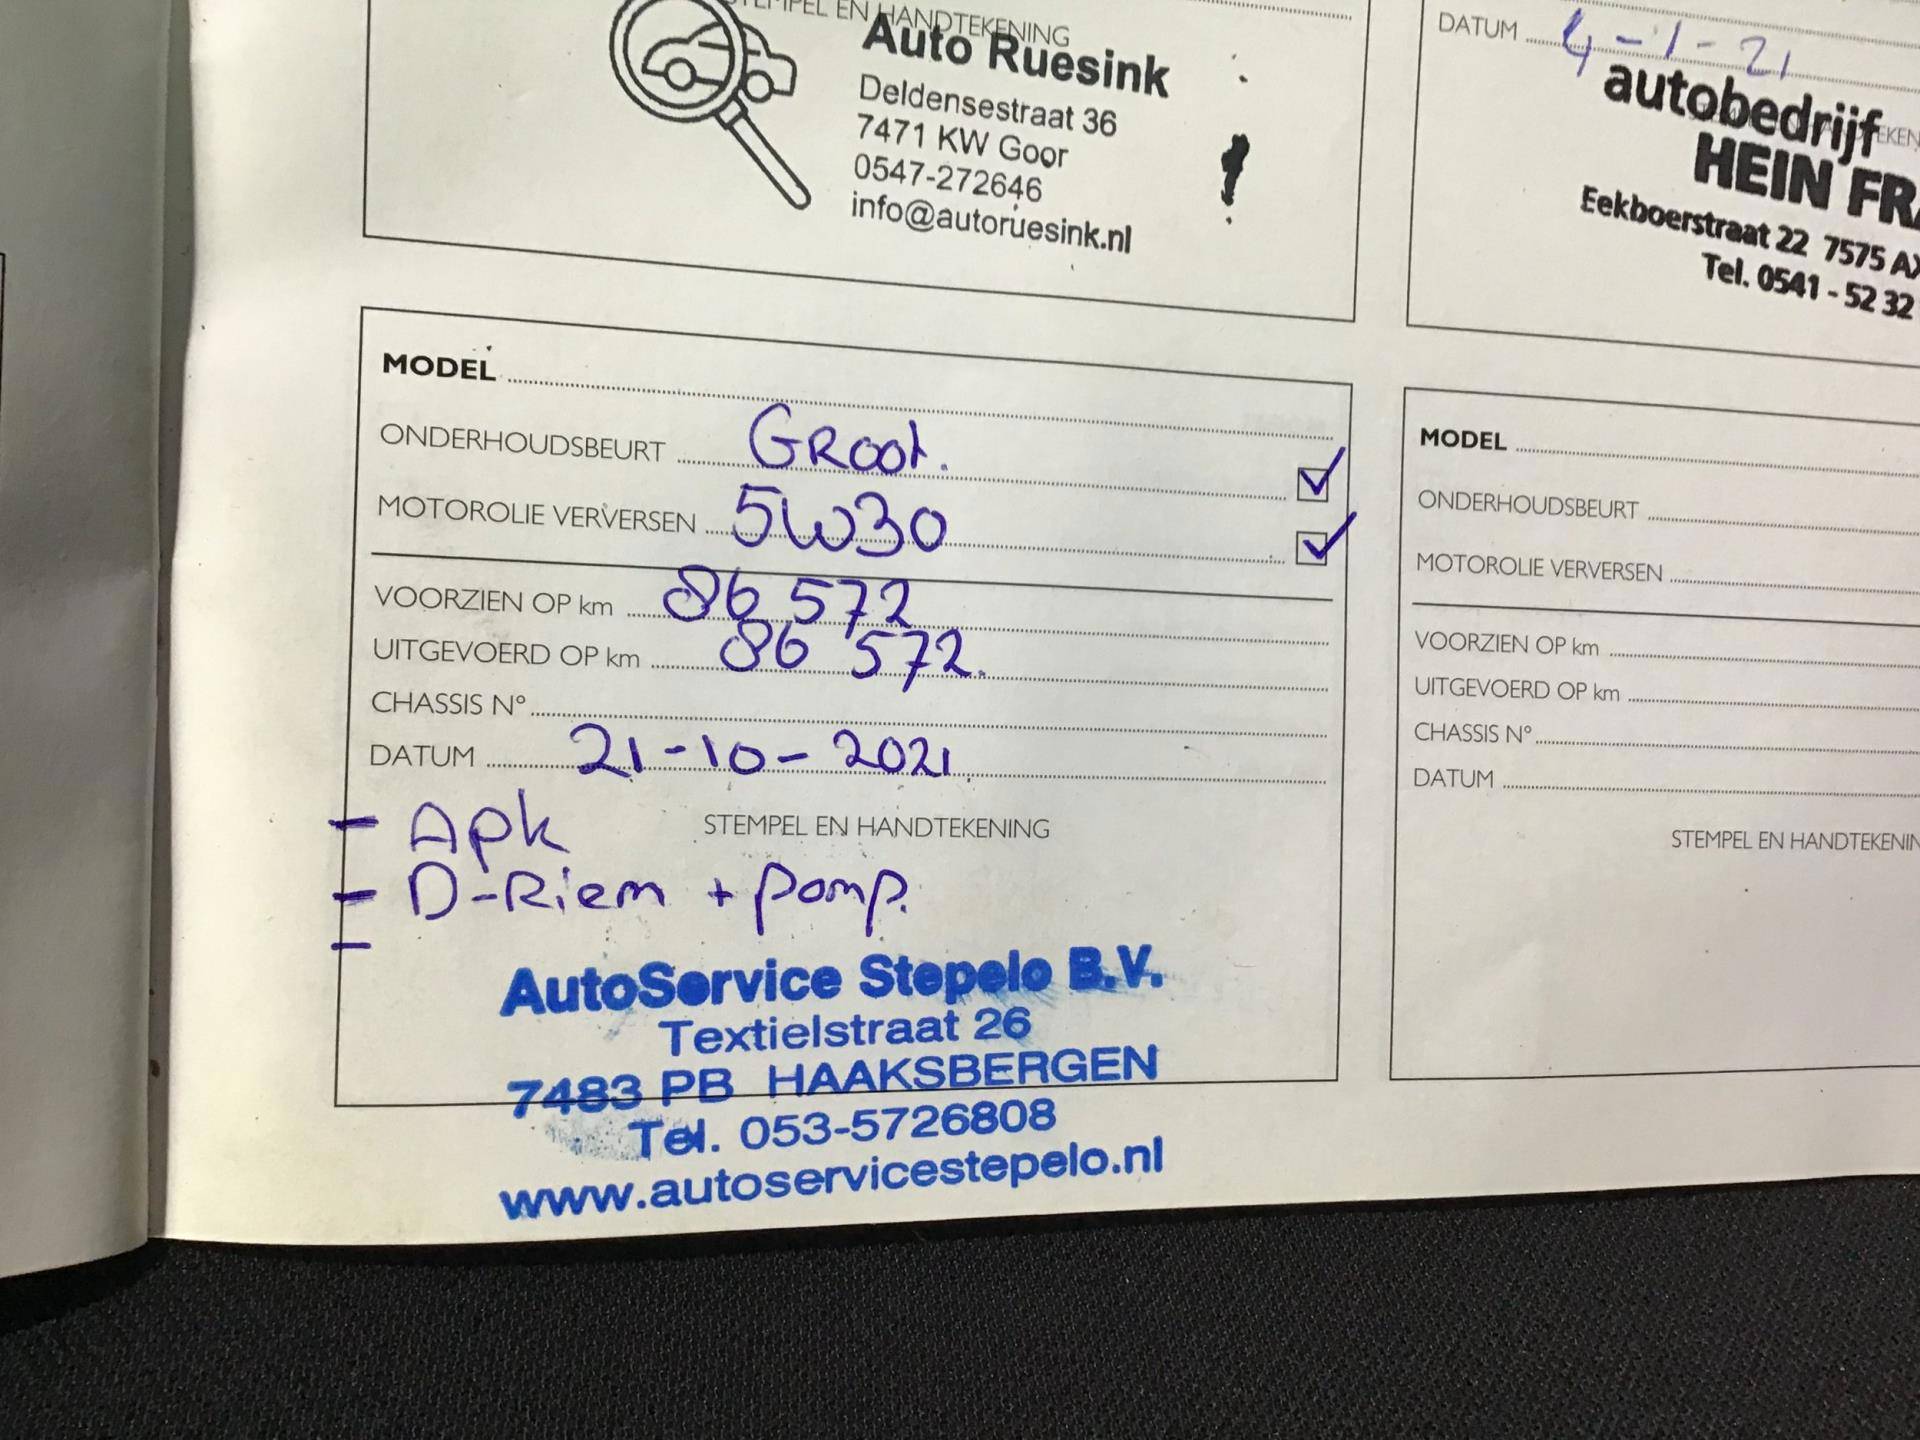 STEMPEL EN HANDTEKENING
Auto Ruesink
Deldensestraat 36
7471 KW Goor
0547-272646
info@autoruesink.nl
DATUM 4-1-21
autobedrijf
HEIN
Eekboerstraat 22 7575
Tel. 0541 - 52 32
MODEL
ONDERHOUDSBEURT Groot.
MOTOROLIE VERVERSEN 5W30
VOORZIEN OP km 86 572
UITGEVOERD OP km 86 572.
CHASSIS N°
DATUM 21-10-2021
- Apk
STEMPEL EN HANDTEKENING
- D-Riem + pomp.
-
AutoService Stepelo B.V.
Textielstraat 26
7483 PB HAAKSBERGEN
Tel. 053-5726808
www.autoservicestepelo.nl
MODEL
ONDERHOUDSBEURT
MOTOROLIE VERVERSEN
VOORZIEN OP km
UITGEVOERD OP km
CHASSIS N°
DATUM
STEMPEL EN